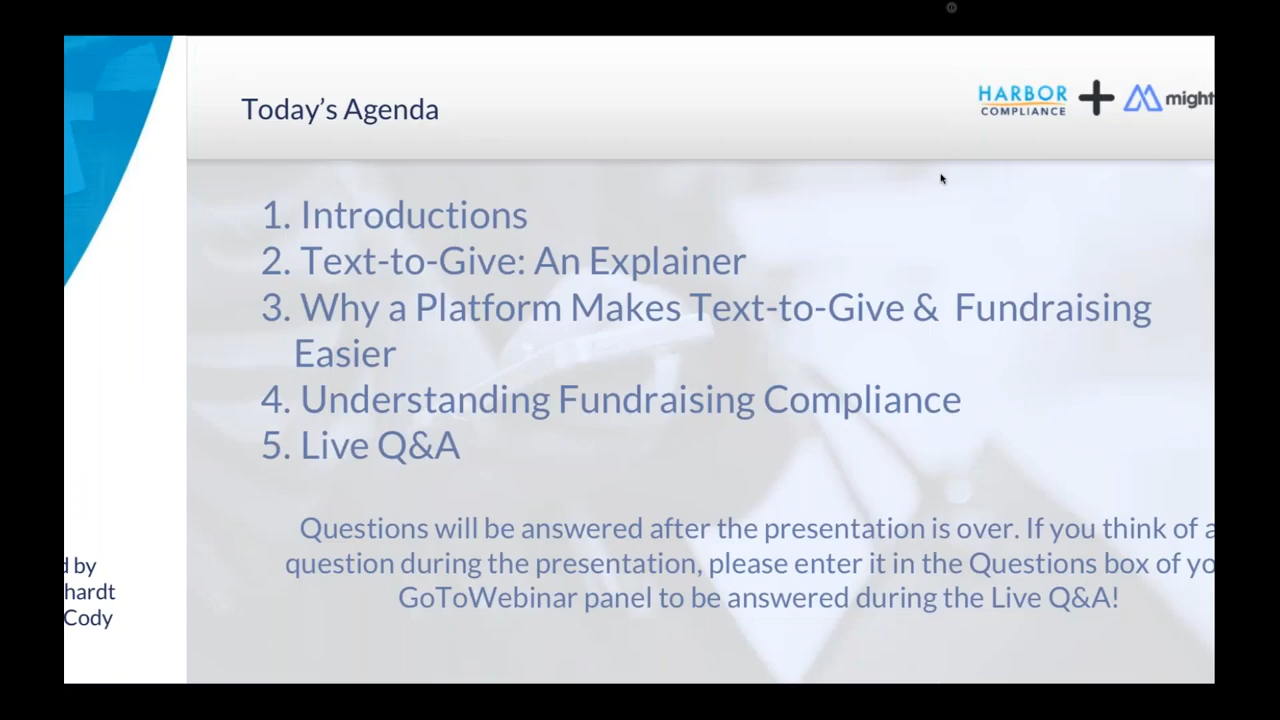 Today's Agenda
HARBOR
COMPLIANCE
might
1. Introductions
2. Text-to-Give: An Explainer
3. Why a Platform Makes Text-to-Give & Fundraising
Easier
4. Understanding Fundraising Compliance
5. Live Q&A
Questions will be answered after the presentation is over. If you think of a
question during the presentation, please enter it in the Questions box of yo
GoToWebinar panel to be answered during the Live Q&A!
d by
hardt
Cody